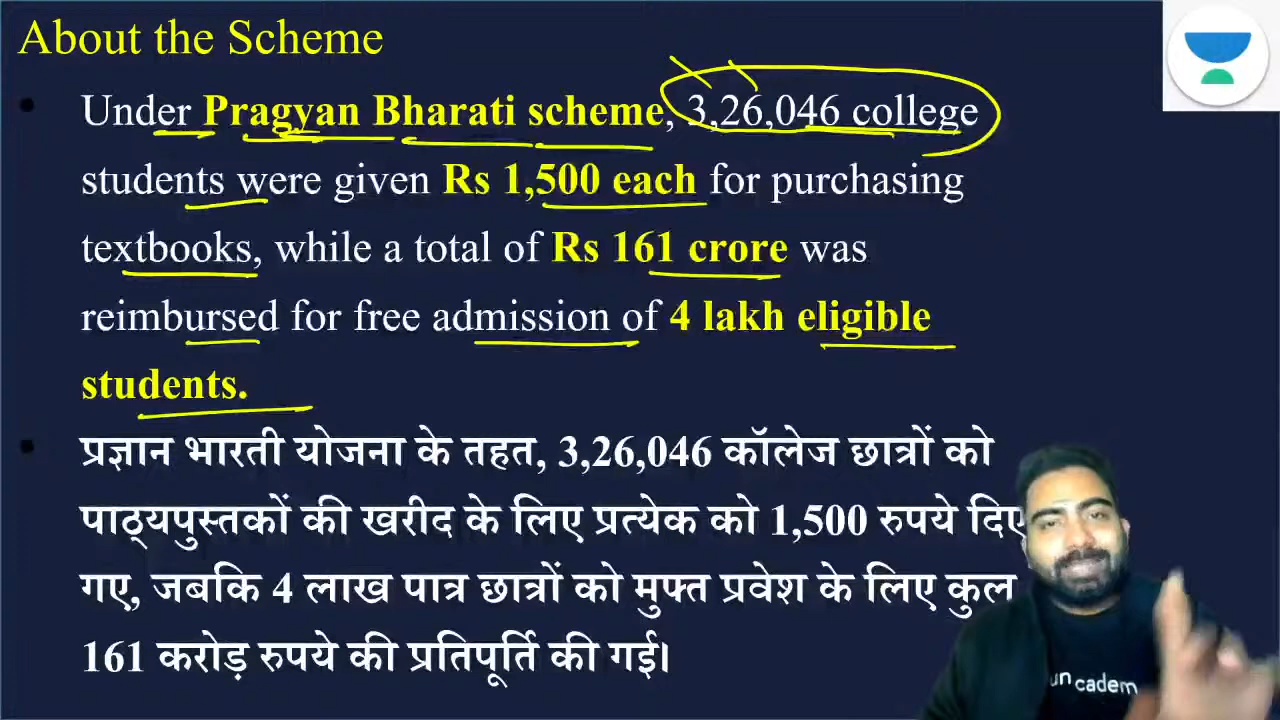 About the Scheme
Under Pragyan Bharati scheme, 3,26,046 college
students were given Rs 1,500 each for purchasing
textbooks, while a total of Rs 161 crore was
reimbursed for free admission of 4 lakh eligible
students.
प्रज्ञान भारती योजना के तहत, 3,26,046 कॉलेज छात्रों को
पाठ्यपुस्तकों की खरीद के लिए प्रत्येक को 1,500 रुपये दिए
गए, जबकि 4 लाख पात्र छात्रों को मुफ्त प्रवेश के लिए कुल
161 करोड़ रुपये की प्रतिपूर्ति की गई।
un cadem